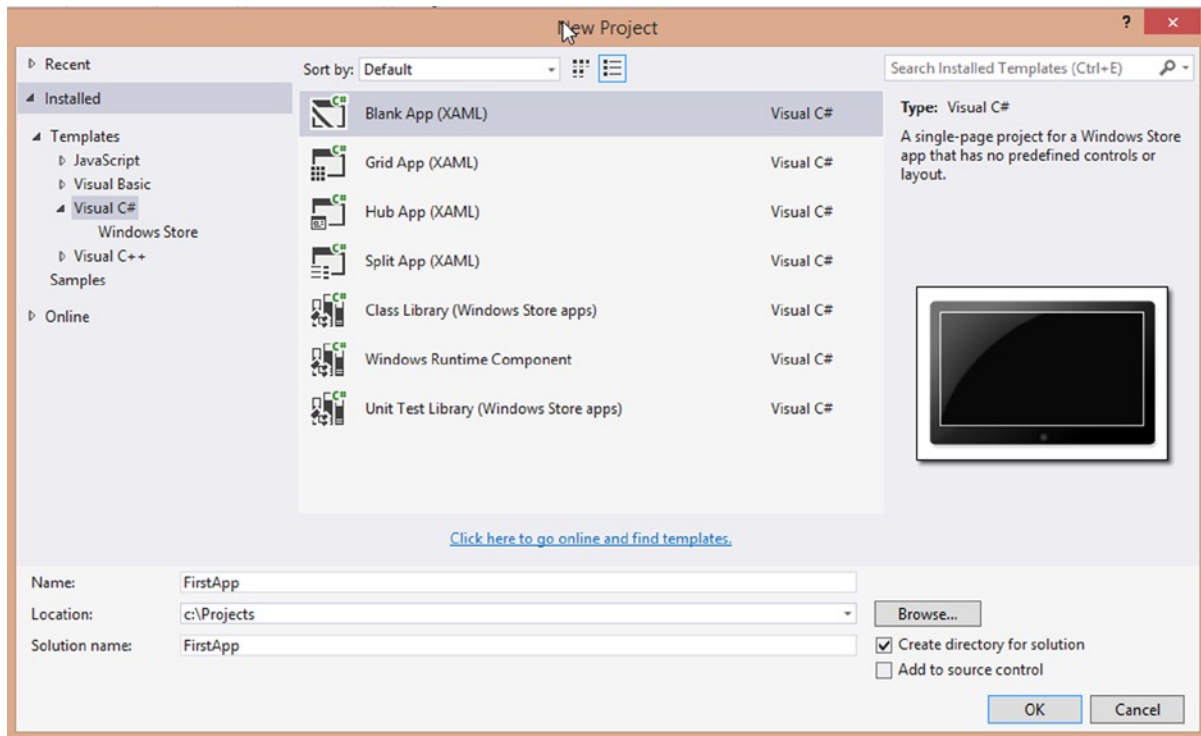 New Project
?
Recent
Installed
Templates
JavaScript
Visual Basic
Visual C#
Windows Store
Visual C++
Samples
Online
Sort by: Default
C# Blank App (XAML) Visual C#
C# Grid App (XAML) Visual C#
C# Hub App (XAML) Visual C#
C# Split App (XAML) Visual C#
C# Class Library (Windows Store apps) Visual C#
C# Windows Runtime Component Visual C#
C# Unit Test Library (Windows Store apps) Visual C#
Click here to go online and find templates.
Search Installed Templates (Ctrl+E)
Type: Visual C#
A single-page project for a Windows Store
app that has no predefined controls or
layout.
Name: FirstApp
Location: c:\Projects
Browse...
Solution name: FirstApp
Create directory for solution
Add to source control
OK Cancel